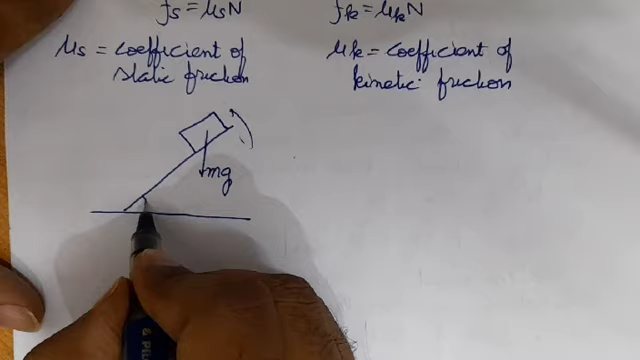 fs = μsN
fk = μkN
μs = coefficient of
static friction
μk = coefficient of
kinetic friction
mg